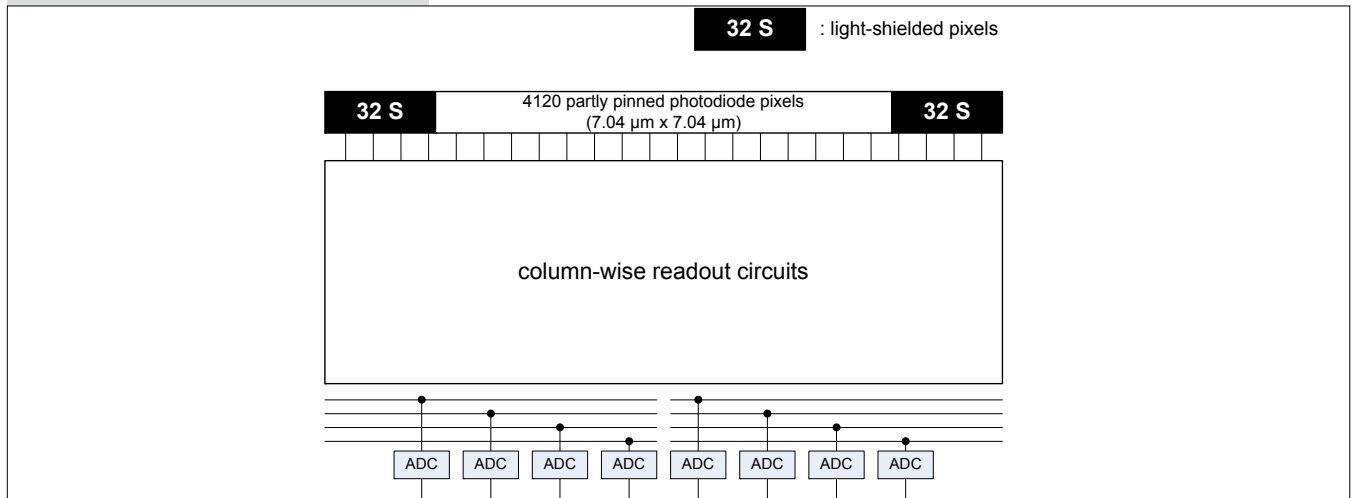 32 S : light-shielded pixels
32 S
4120 partly pinned photodiode pixels
(7.04 µm x 7.04 µm)
32 S
column-wise readout circuits
ADC ADC ADC ADC ADC ADC ADC ADC